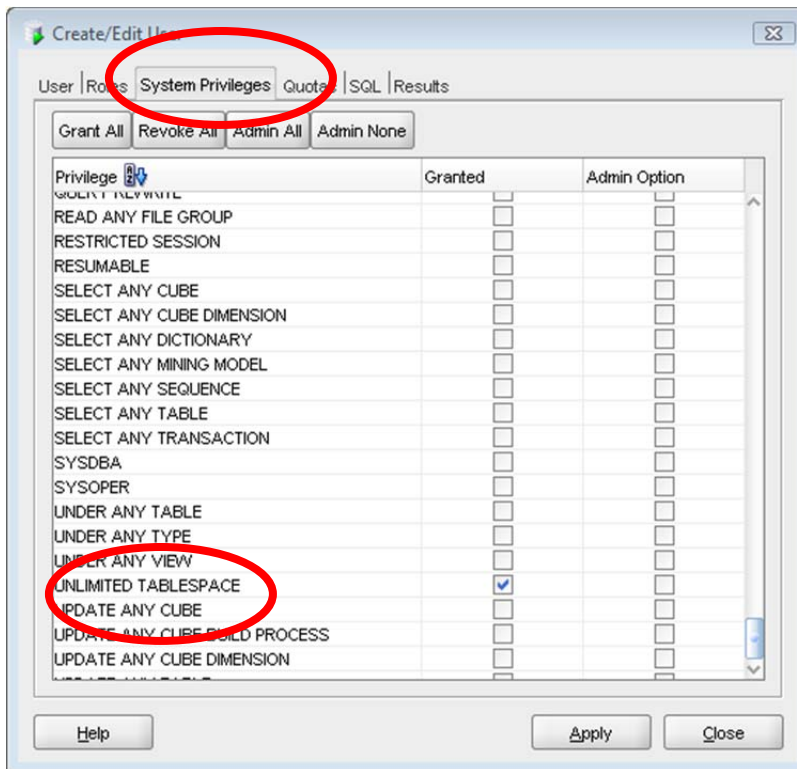 Create/Edit User
User Roles System Privileges Quotas SQL Results
Grant All Revoke All Admin All Admin None
Privilege Granted Admin Option
QUERY REWRITE
READ ANY FILE GROUP
RESTRICTED SESSION
RESUMABLE
SELECT ANY CUBE
SELECT ANY CUBE DIMENSION
SELECT ANY DICTIONARY
SELECT ANY MINING MODEL
SELECT ANY SEQUENCE
SELECT ANY TABLE
SELECT ANY TRANSACTION
SYSDBA
SYSOPER
UNDER ANY TABLE
UNDER ANY TYPE
UNDER ANY VIEW
UNLIMITED TABLESPACE
UPDATE ANY CUBE
UPDATE ANY CUBE BUILD PROCESS
UPDATE ANY CUBE DIMENSION
Help Apply Close